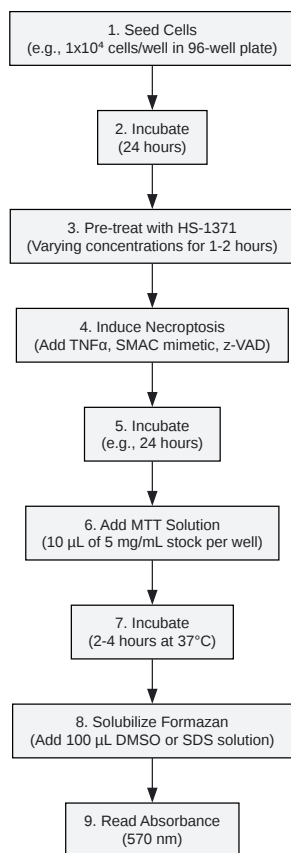 1. Seed Cells
(e.g., 1x10⁴ cells/well in 96-well plate)
2. Incubate
(24 hours)
3. Pre-treat with HS-1371
(Varying concentrations for 1-2 hours)
4. Induce Necroptosis
(Add TNFα, SMAC mimetic, z-VAD)
5. Incubate
(e.g., 24 hours)
6. Add MTT Solution
(10 µL of 5 mg/mL stock per well)
7. Incubate
(2-4 hours at 37°C)
8. Solubilize Formazan
(Add 100 µL DMSO or SDS solution)
9. Read Absorbance
(570 nm)